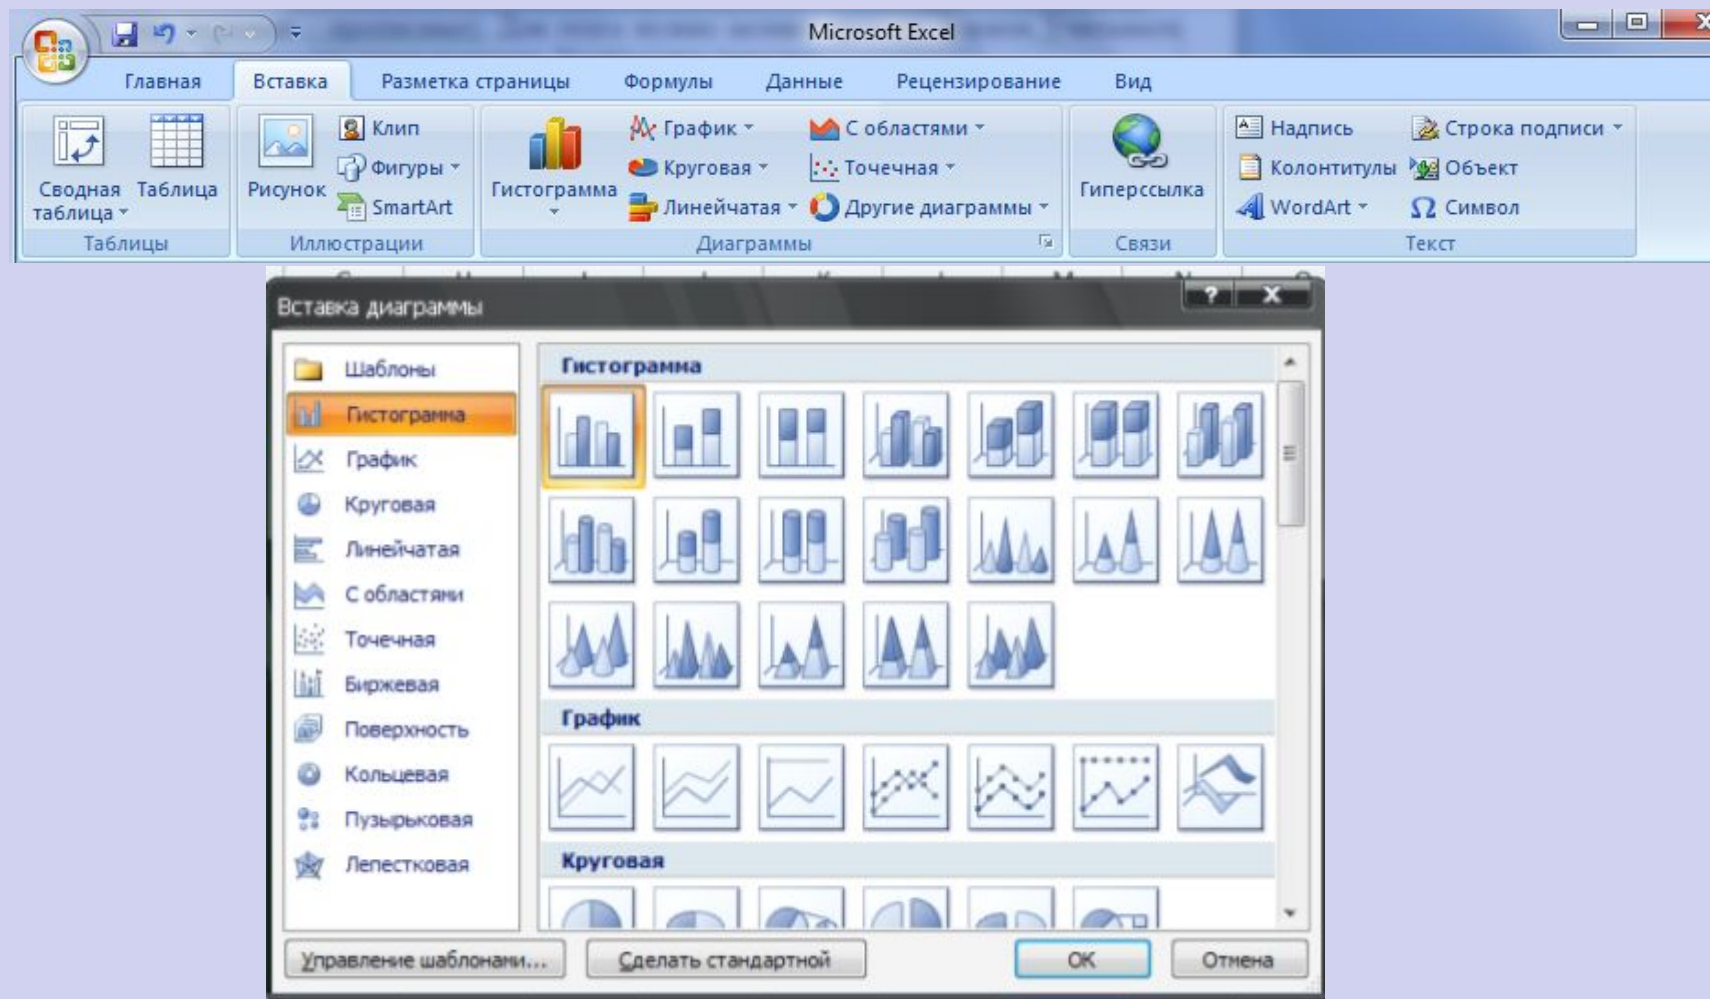 Microsoft Excel
Главная Вставка Разметка страницы Формулы Данные Рецензирование Вид
Сводная таблица
Таблица
Таблицы
Рисунок
Клип
Фигуры
SmartArt
Иллюстрации
Гистограмма
График
Круговая
Линейчатая
С областями
Точечная
Другие диаграммы
Диаграммы
Гиперссылка
Связи
Надпись
Колонтитулы
WordArt
Строка подписи
Объект
Символ
Текст
Вставка диаграммы
Шаблоны
Гистограмма
График
Круговая
Линейчатая
С областями
Точечная
Биржевая
Поверхность
Кольцевая
Пузырьковая
Лепестковая
Гистограмма
График
Круговая
Управление шаблонами...
Сделать стандартной
ОК
Отмена